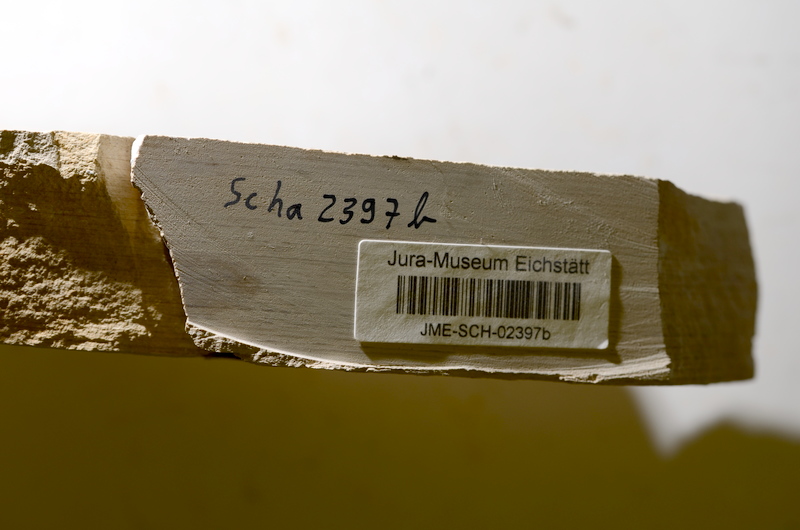 Scha 2397b
Jura-Museum Eichstätt
JME-SCH-02397b